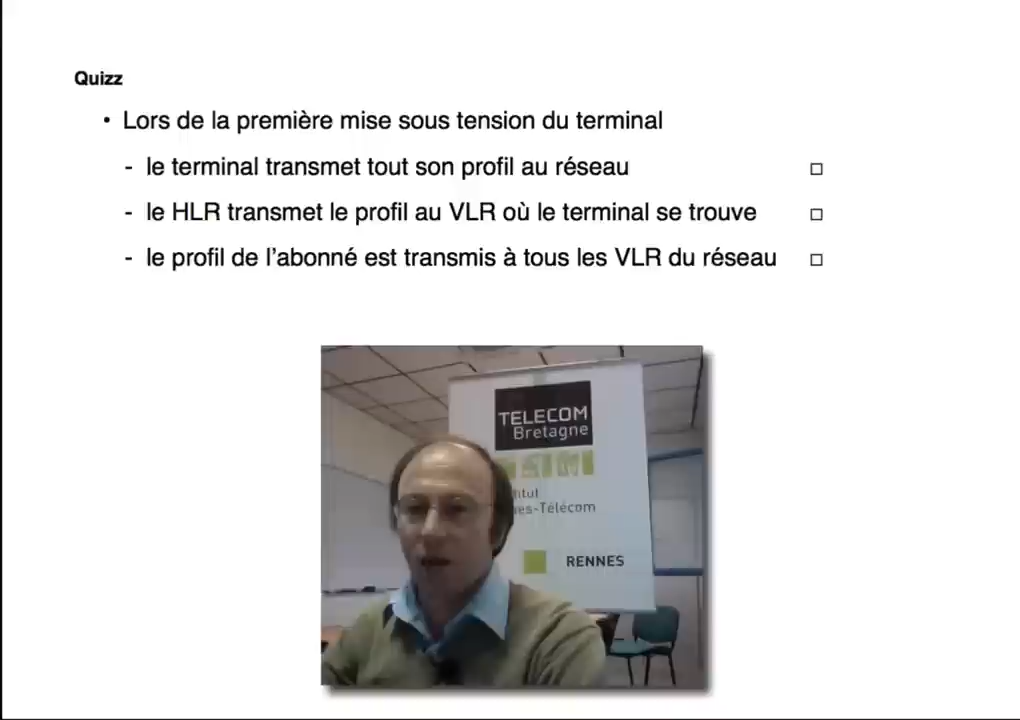 Quizz
• Lors de la première mise sous tension du terminal
- le terminal transmet tout son profil au réseau □
- le HLR transmet le profil au VLR où le terminal se trouve □
- le profil de l'abonné est transmis à tous les VLR du réseau □
TELECOM
Bretagne
RENNES